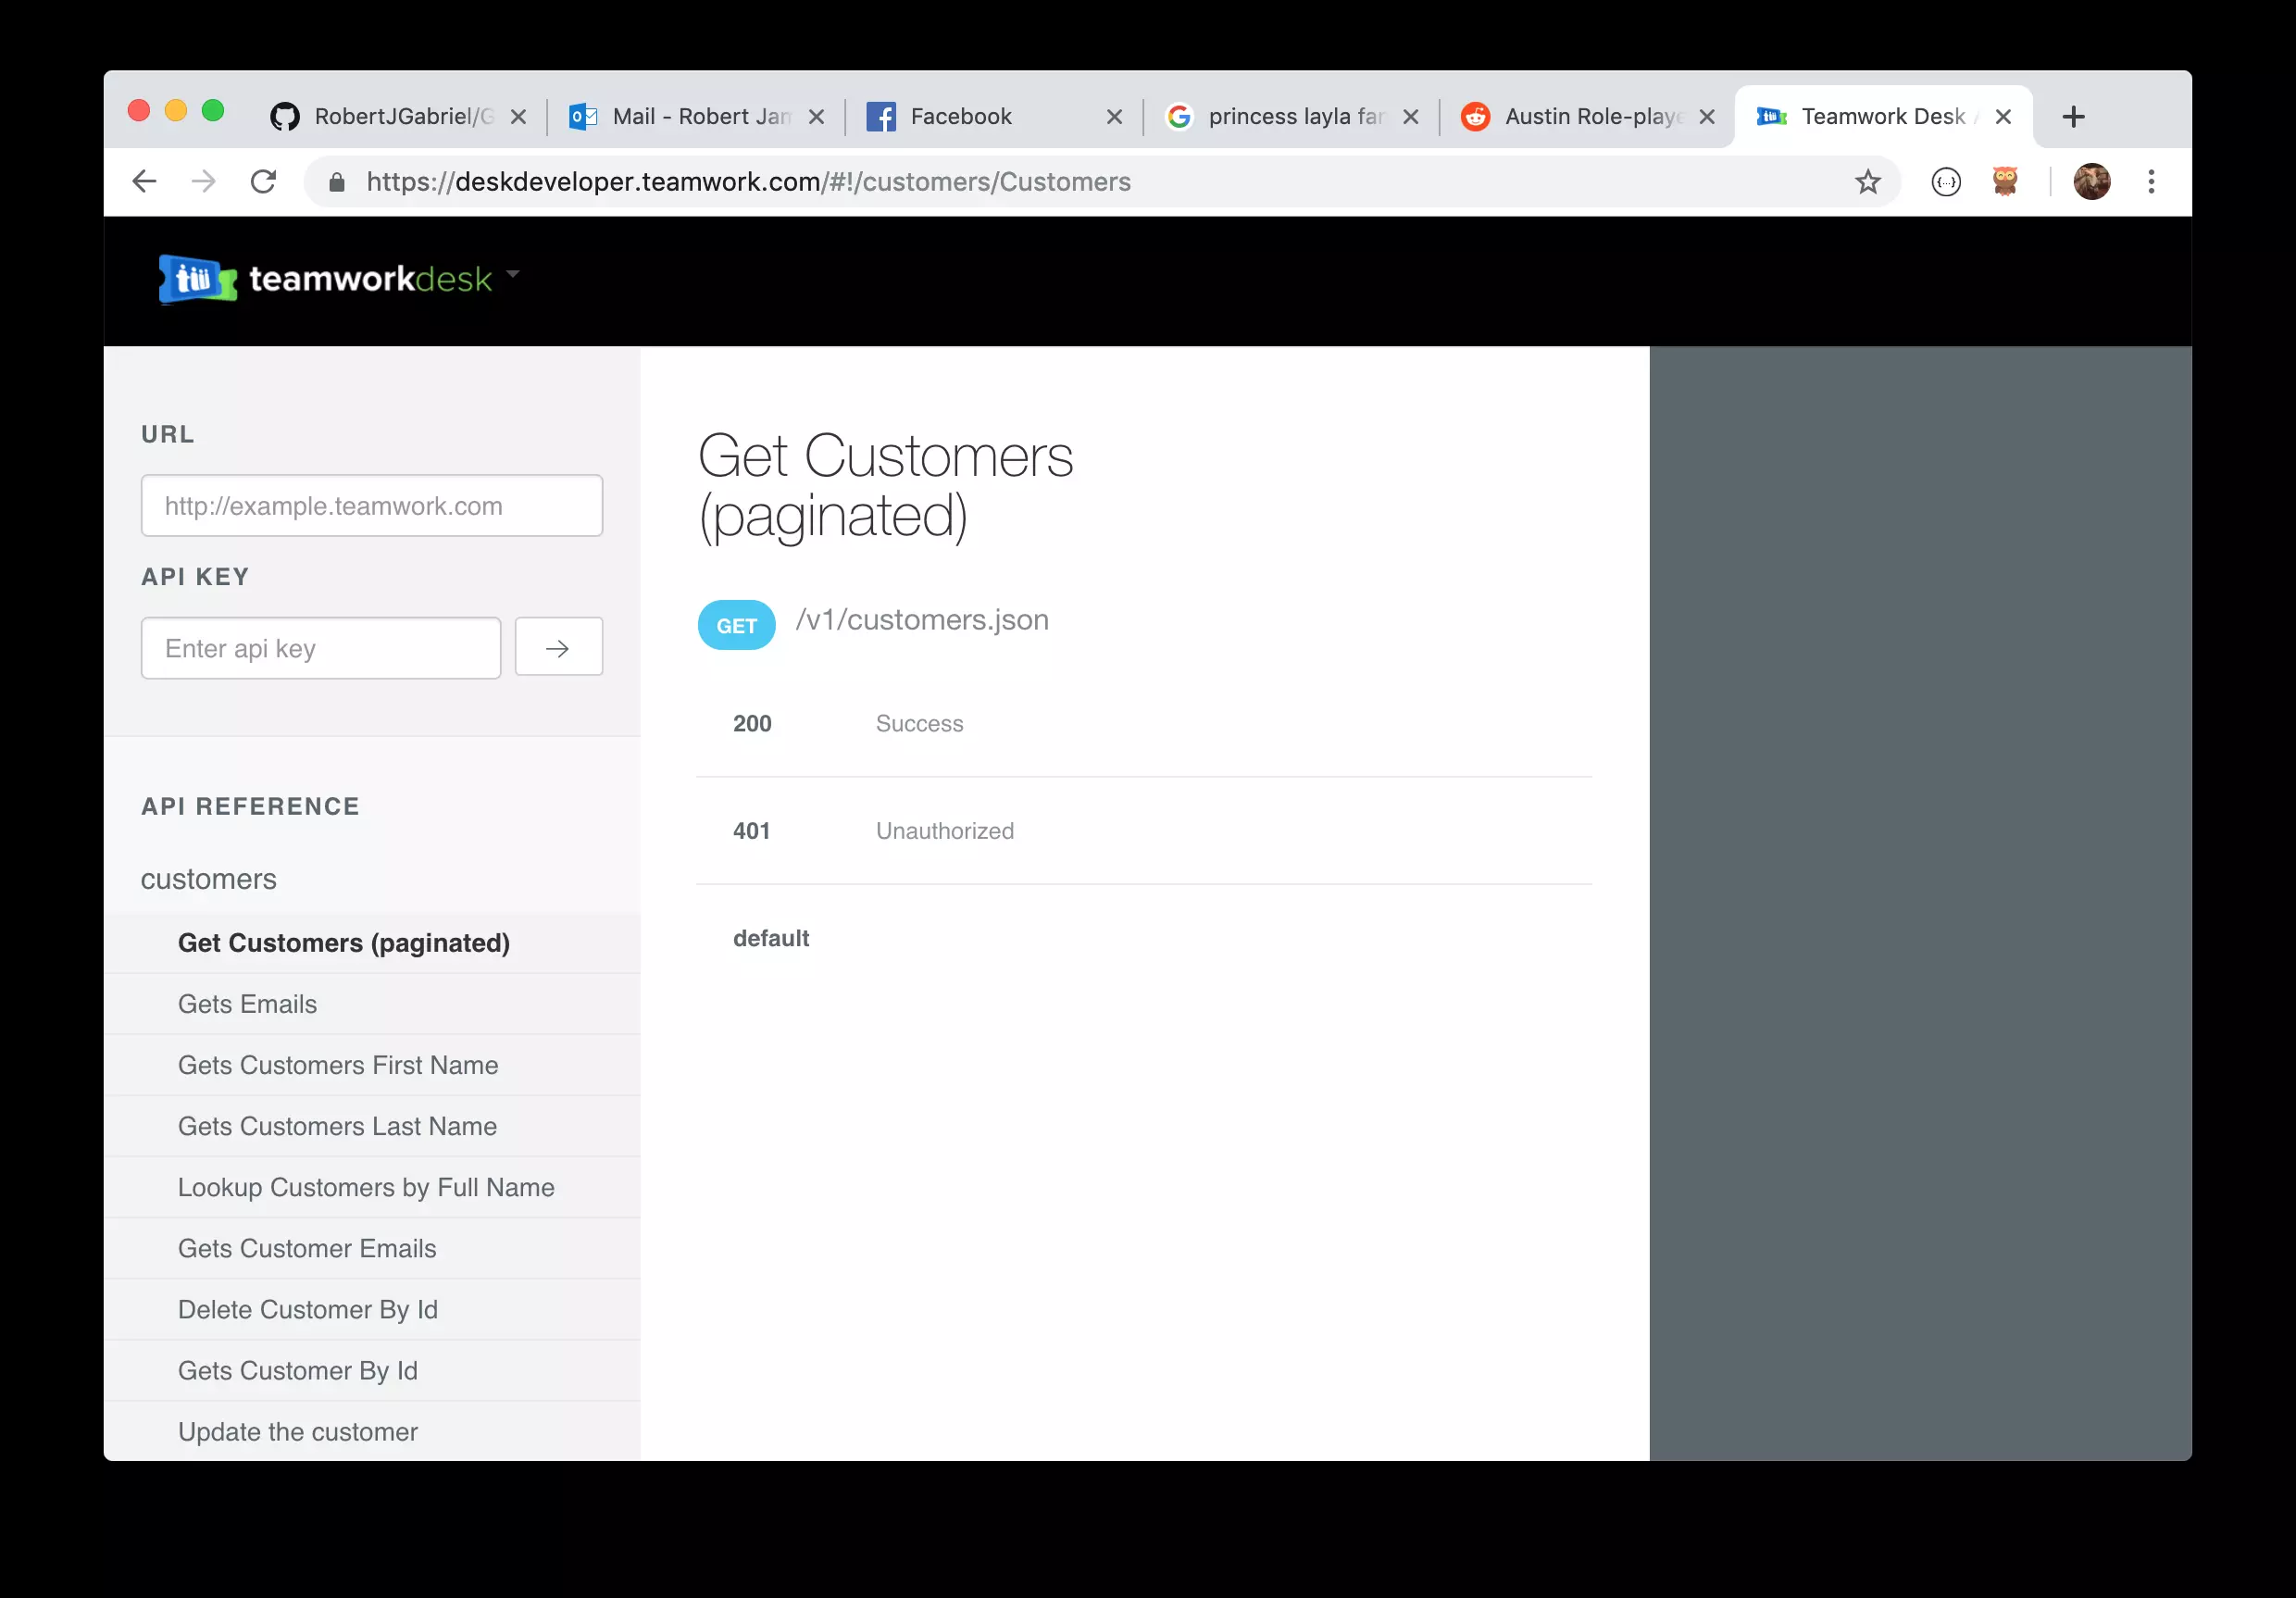 RobertJGabriel/G
Mail - Robert Jam
Facebook
princess layla far
Austin Role-playe
Teamwork Desk
https://deskdeveloper.teamwork.com/#!/customers/Customers
teamworkdesk
URL
http://example.teamwork.com
API KEY
Enter api key
API REFERENCE
customers
Get Customers (paginated)
Gets Emails
Gets Customers First Name
Gets Customers Last Name
Lookup Customers by Full Name
Gets Customer Emails
Delete Customer By Id
Gets Customer By Id
Update the customer
Get Customers
(paginated)
GET /v1/customers.json
200 Success
401 Unauthorized
default